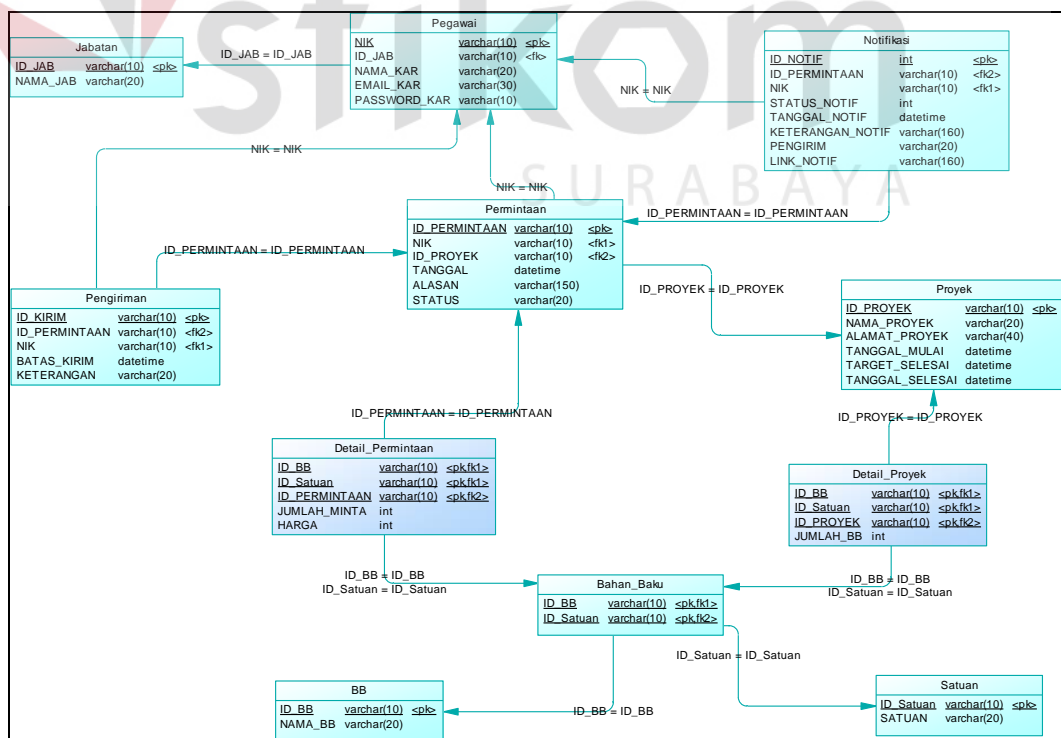 stikom
SURABAYA
Jabatan
ID_JAB varchar(10) <pk>
NAMA_JAB varchar(20)
ID_JAB = ID_JAB
Pegawai
NIK varchar(10) <pk>
ID_JAB varchar(10) <fk>
NAMA_KAR varchar(20)
EMAIL_KAR varchar(30)
PASSWORD_KAR varchar(10)
NIK = NIK
Notifikasi
ID_NOTIF int <pk>
ID_PERMINTAAN varchar(10) <fk2>
NIK varchar(10) <fk1>
STATUS_NOTIF int
TANGGAL_NOTIF datetime
KETERANGAN_NOTIF varchar(160)
PENGIRIM varchar(20)
LINK_NOTIF varchar(160)
NIK = NIK
NIK = NIK
Permintaan
ID_PERMINTAAN varchar(10) <pk>
NIK varchar(10) <fk1>
ID_PROYEK varchar(10) <fk2>
TANGGAL datetime
ALASAN varchar(150)
STATUS varchar(20)
ID_PERMINTAAN = ID_PERMINTAAN
ID_PERMINTAAN = ID_PERMINTAAN
ID_PROYEK = ID_PROYEK
Pengiriman
ID_KIRIM varchar(10) <pk>
ID_PERMINTAAN varchar(10) <fk2>
NIK varchar(10) <fk1>
BATAS_KIRIM datetime
KETERANGAN varchar(20)
Proyek
ID_PROYEK varchar(10) <pk>
NAMA_PROYEK varchar(20)
ALAMAT_PROYEK varchar(40)
TANGGAL_MULAI datetime
TARGET_SELESAI datetime
TANGGAL_SELESAI datetime
ID_PERMINTAAN = ID_PERMINTAAN
ID_PROYEK = ID_PROYEK
Detail_Permintaan
ID_BB varchar(10) <pk,fk1>
ID_Satuan varchar(10) <pk,fk1>
ID_PERMINTAAN varchar(10) <pk,fk2>
JUMLAH_MINTA int
HARGA int
Detail_Proyek
ID_BB varchar(10) <pk,fk1>
ID_Satuan varchar(10) <pk,fk1>
ID_PROYEK varchar(10) <pk,fk2>
JUMLAH_BB int
ID_BB = ID_BB
ID_Satuan = ID_Satuan
Bahan_Baku
ID_BB varchar(10) <pk,fk1>
ID_Satuan varchar(10) <pk,fk2>
ID_BB = ID_BB
ID_Satuan = ID_Satuan
ID_Satuan = ID_Satuan
BB
ID_BB varchar(10) <pk>
NAMA_BB varchar(20)
ID_BB = ID_BB
Satuan
ID_Satuan varchar(10) <pk>
SATUAN varchar(20)